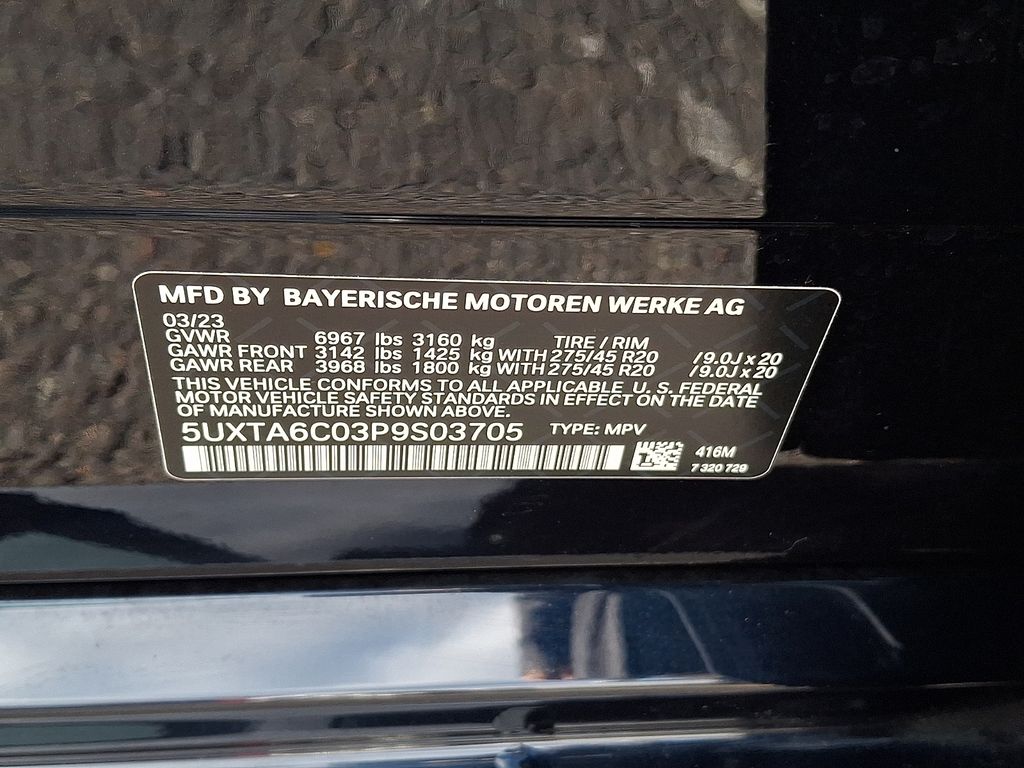 MFD BY BAYERISCHE MOTOREN WERKE AG
03/23
GVWR 6967 lbs 3160 kg TIRE / RIM
GAWR FRONT 3142 lbs 1425 kg WITH 275/45 R20 / 9.0J x 20
GAWR REAR 3968 lbs 1800 kg WITH 275/45 R20 / 9.0J x 20
THIS VEHICLE CONFORMS TO ALL APPLICABLE U. S. FEDERAL
MOTOR VEHICLE SAFETY STANDARDS IN EFFECT ON THE DATE
OF MANUFACTURE SHOWN ABOVE.
5UXTA6C03P9S03705 TYPE: MPV
416M
7 320 729